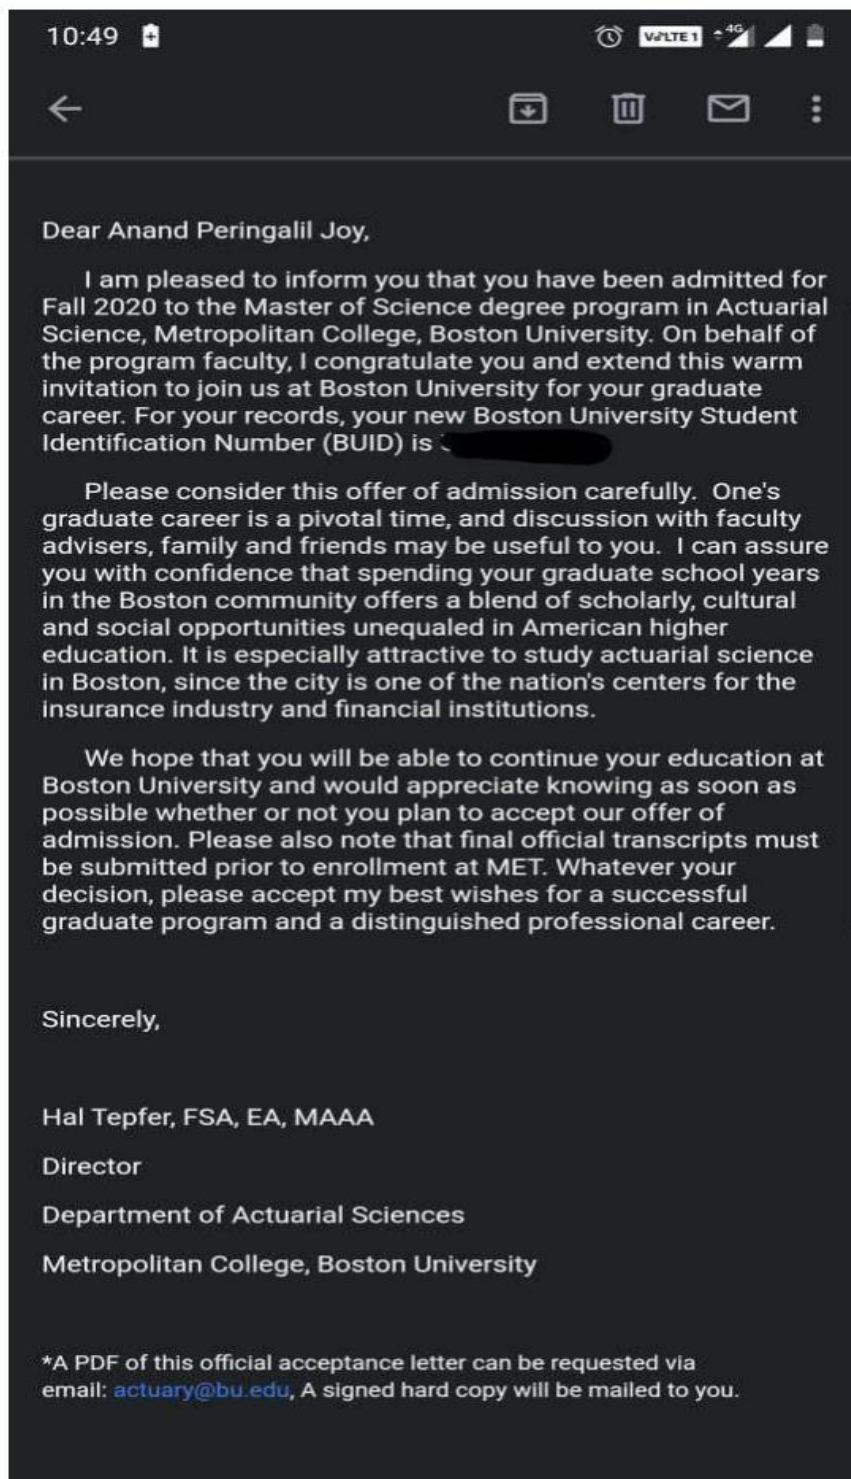 10:49
VoLTE 1 4G
Dear Anand Peringalil Joy,
I am pleased to inform you that you have been admitted for
Fall 2020 to the Master of Science degree program in Actuarial
Science, Metropolitan College, Boston University. On behalf of
the program faculty, I congratulate you and extend this warm
invitation to join us at Boston University for your graduate
career. For your records, your new Boston University Student
Identification Number (BUID) is
Please consider this offer of admission carefully.  One's
graduate career is a pivotal time, and discussion with faculty
advisers, family and friends may be useful to you.  I can assure
you with confidence that spending your graduate school years
in the Boston community offers a blend of scholarly, cultural
and social opportunities unequaled in American higher
education. It is especially attractive to study actuarial science
in Boston, since the city is one of the nation's centers for the
insurance industry and financial institutions.
We hope that you will be able to continue your education at
Boston University and would appreciate knowing as soon as
possible whether or not you plan to accept our offer of
admission. Please also note that final official transcripts must
be submitted prior to enrollment at MET. Whatever your
decision, please accept my best wishes for a successful
graduate program and a distinguished professional career.
Sincerely,
Hal Tepfer, FSA, EA, MAAA
Director
Department of Actuarial Sciences
Metropolitan College, Boston University
*A PDF of this official acceptance letter can be requested via
email: actuary@bu.edu, A signed hard copy will be mailed to you.